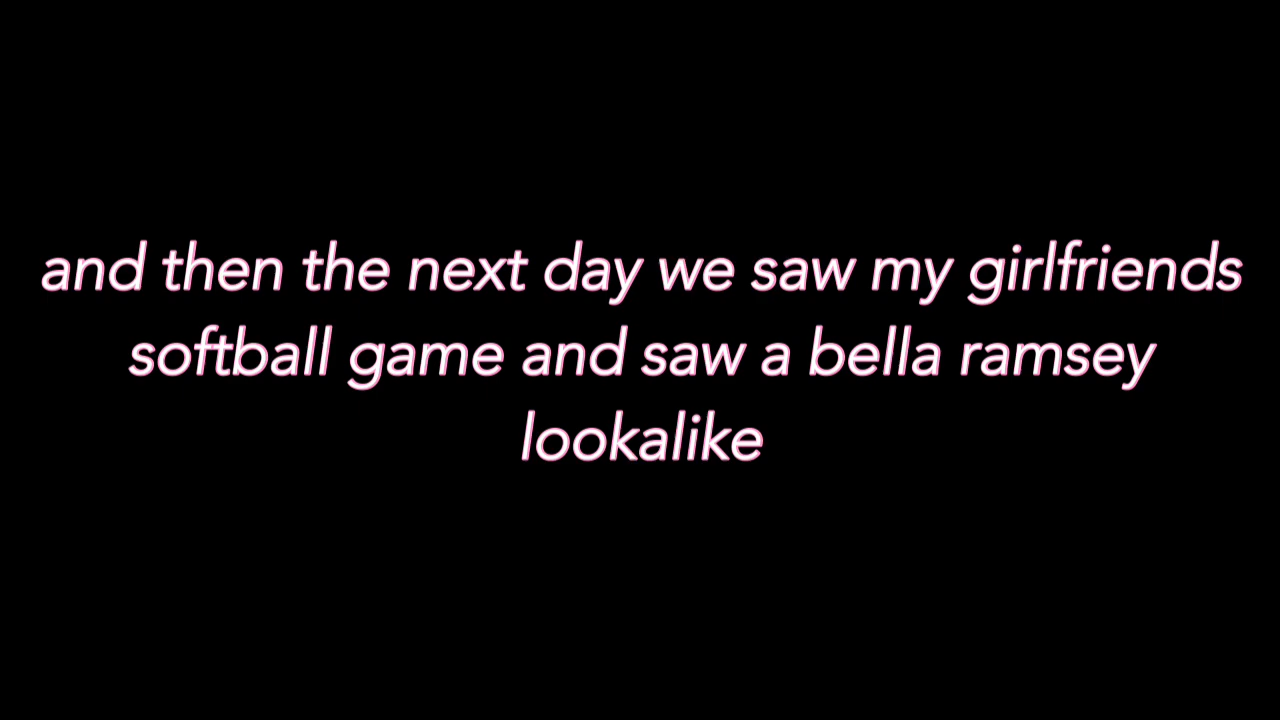 and then the next day we saw my girlfriends
softball game and saw a bella ramsey
lookalike